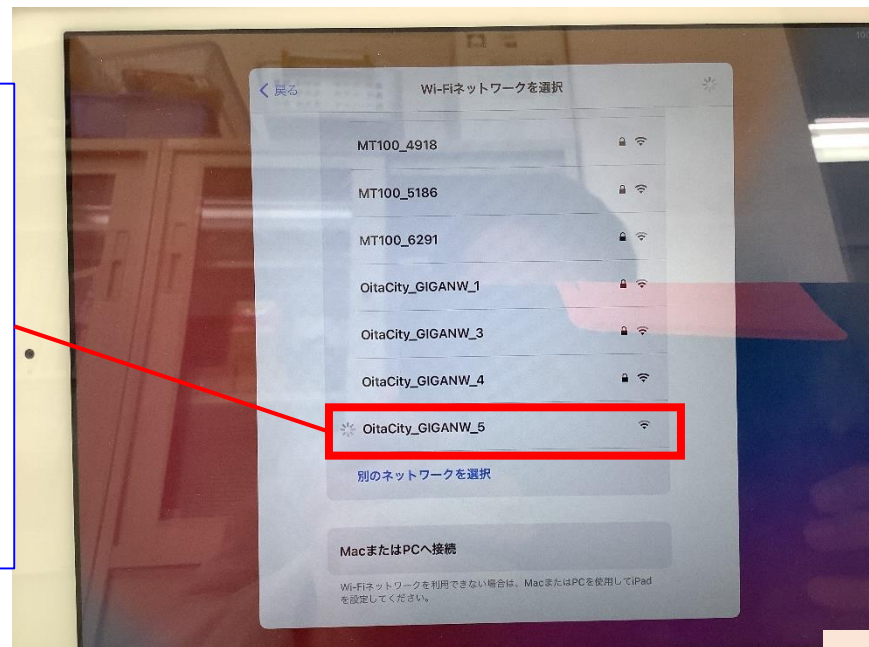 100
戻る
Wi-Fiネットワークを選択
MT100_4918
MT100_5186
MT100_6291
OitaCity_GIGANW_1
OitaCity_GIGANW_3
OitaCity_GIGANW_4
OitaCity_GIGANW_5
別のネットワークを選択
MacまたはPCへ接続
Wi-Fiネットワークを利用できない場合は、MacまたはPCを使用してiPad
を設定してください。